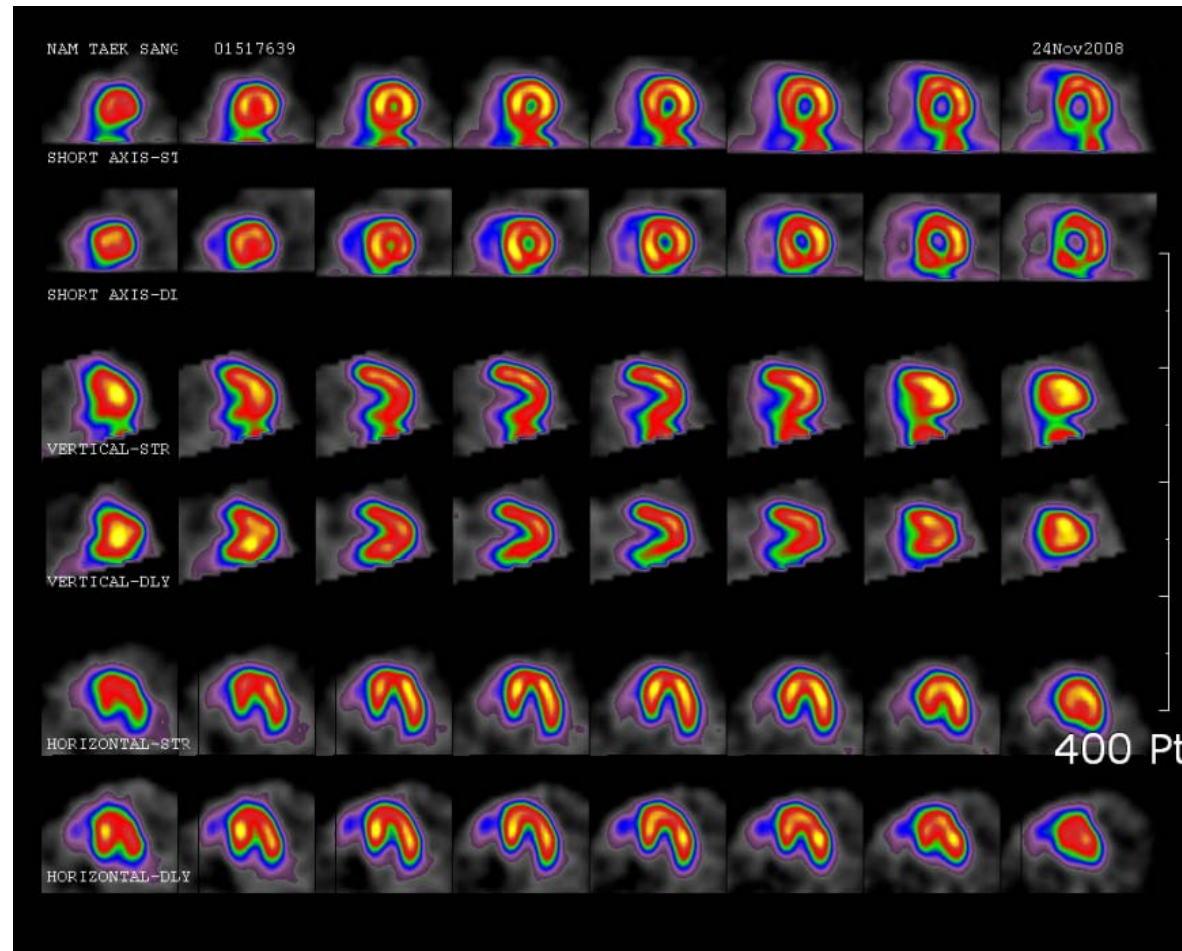 NAM TAEK SANG 01517639 24Nov2008
SHORT AXIS-ST
SHORT AXIS-DL
VERTICAL-STR
VERTICAL-DLY
HORIZONTAL-STR
400 Pt
HORIZONTAL-DLY